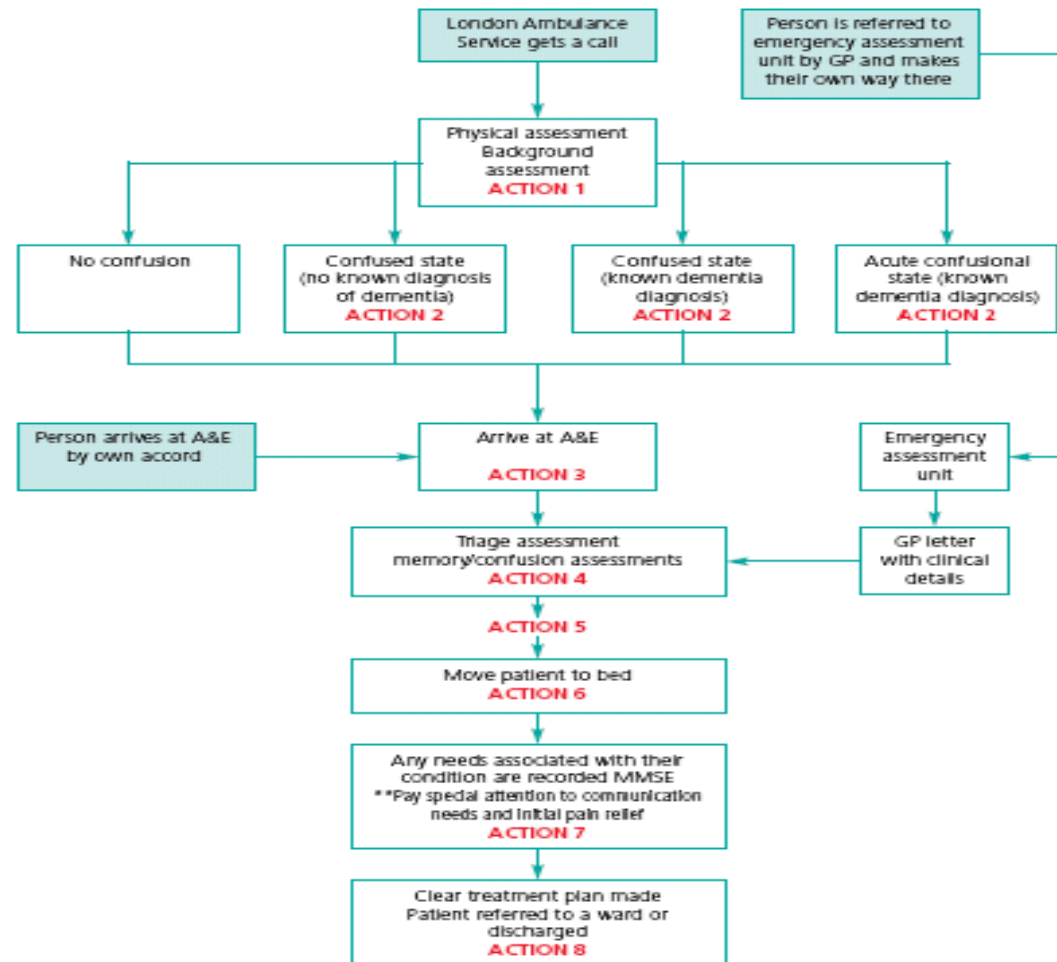 London Ambulance
Service gets a call
Person is referred to
emergency assessment
unit by GP and makes
their own way there
Physical assessment
Background
assessment
ACTION 1
No confusion
Confused state
(no known diagnosis
of dementia)
ACTION 2
Confused state
(known dementia
diagnosis)
ACTION 2
Acute confusional
state (known
dementia diagnosis)
ACTION 2
Person arrives at A&E
by own accord
Arrive at A&E
ACTION 3
Emergency
assessment
unit
Triage assessment
memory/confusion assessments
ACTION 4
GP letter
with clinical
details
ACTION 5
Move patient to bed
ACTION 6
Any needs associated with their
condition are recorded MMSE
**Pay special attention to communication
needs and initial pain relief
ACTION 7
Clear treatment plan made
Patient referred to a ward or
discharged
ACTION 8